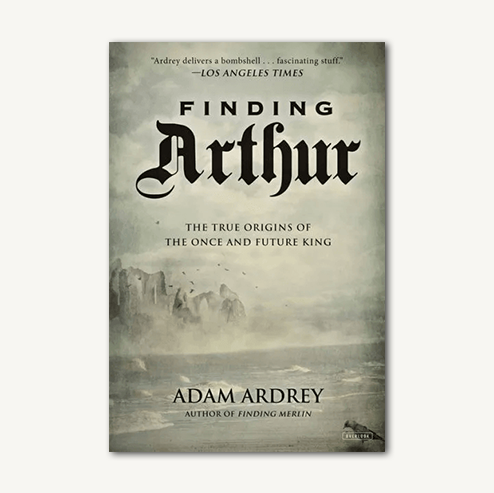 "Ardrey delivers a bombshell . . . fascinating stuff."
—LOS ANGELES TIMES
FINDING
Arthur
THE TRUE ORIGINS OF
THE ONCE AND FUTURE KING
ADAM ARDREY
AUTHOR OF FINDING MERLIN
OVERLOOK